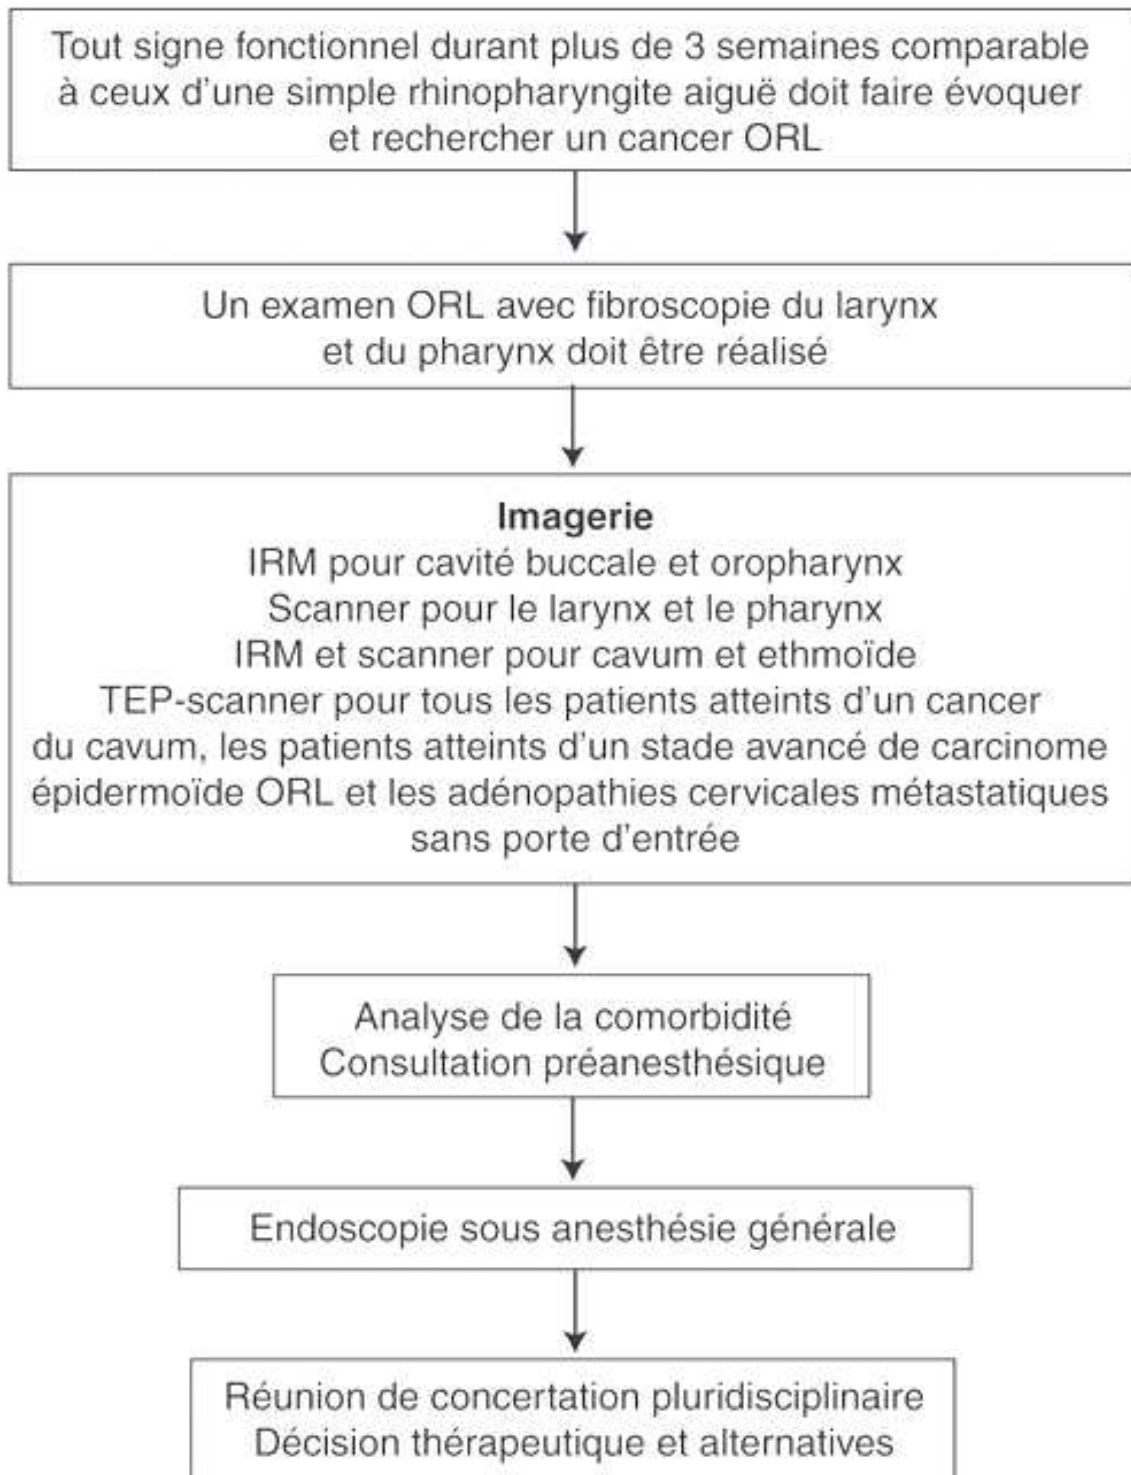 Tout signe fonctionnel durant plus de 3 semaines comparable
à ceux d'une simple rhinopharyngite aiguë doit faire évoquer
et rechercher un cancer ORL
Un examen ORL avec fibroscopie du larynx
et du pharynx doit être réalisé
Imagerie
IRM pour cavité buccale et oropharynx
Scanner pour le larynx et le pharynx
IRM et scanner pour cavum et ethmoïde
TEP-scanner pour tous les patients atteints d'un cancer
du cavum, les patients atteints d'un stade avancé de carcinome
épidermoïde ORL et les adénopathies cervicales métastatiques
sans porte d'entrée
Analyse de la comorbidité
Consultation préanesthésique
Endoscopie sous anesthésie générale
Réunion de concertation pluridisciplinaire
Décision thérapeutique et alternatives